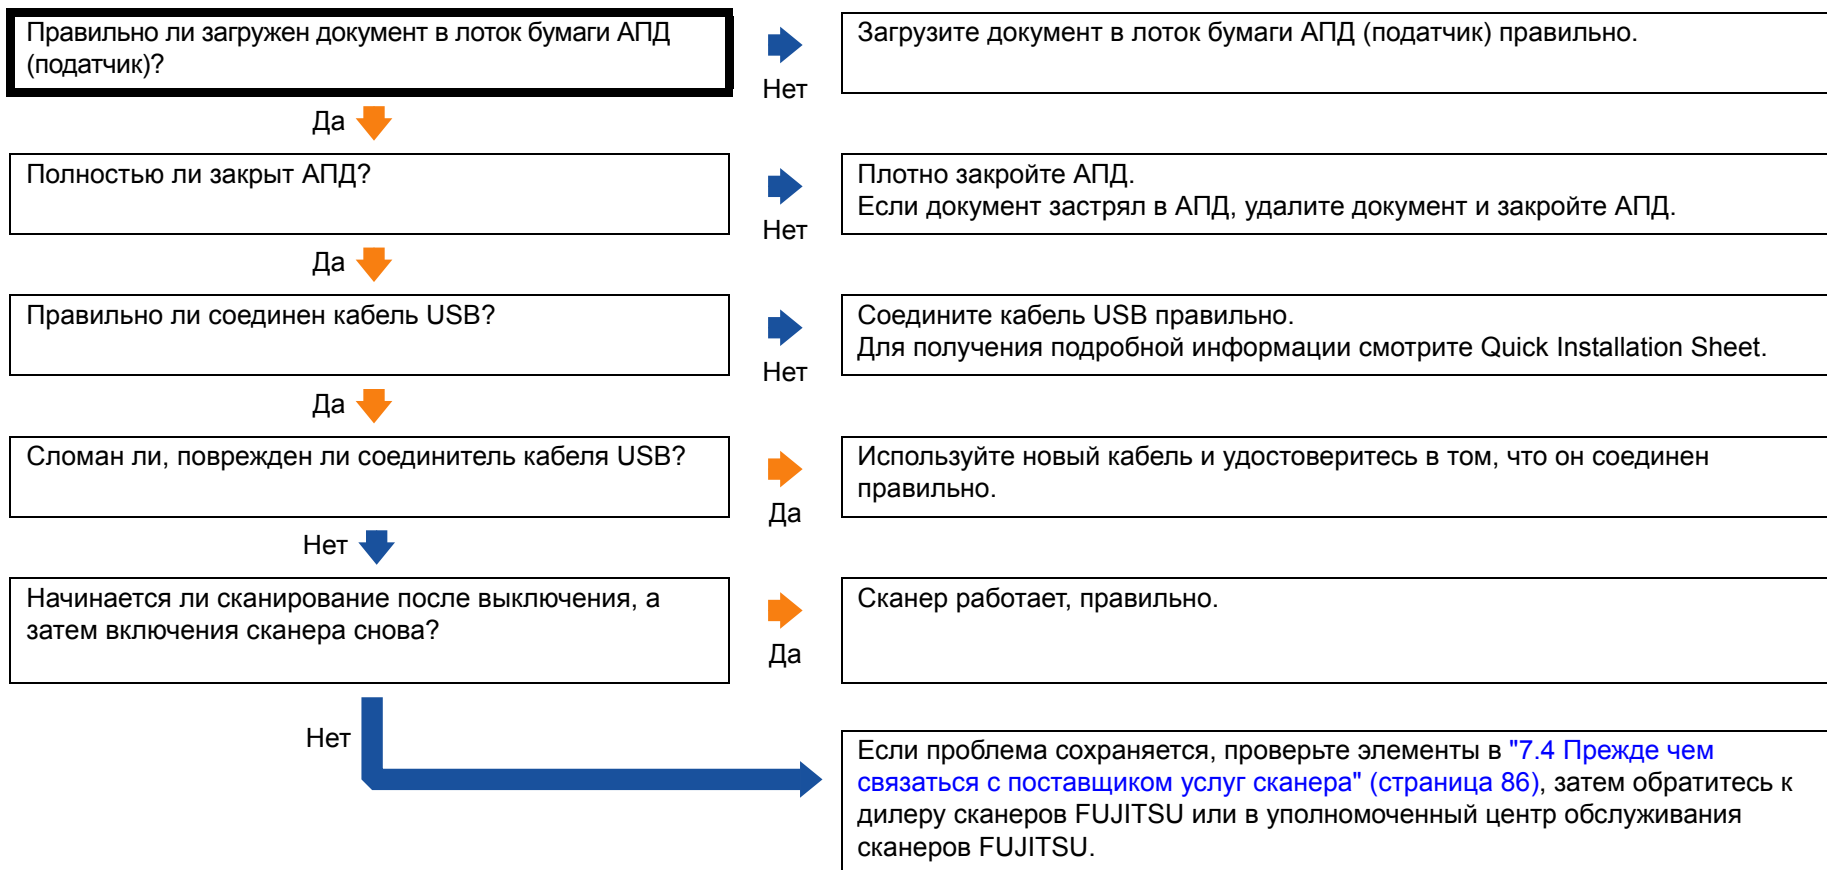 Правильно ли загружен документ в лоток бумаги АПД
(податчик)?
Нет
Загрузите документ в лоток бумаги АПД (податчик) правильно.
Да
Полностью ли закрыт АПД?
Нет
Плотно закройте АПД.
Если документ застрял в АПД, удалите документ и закройте АПД.
Да
Правильно ли соединен кабель USB?
Нет
Соедините кабель USB правильно.
Для получения подробной информации смотрите Quick Installation Sheet.
Да
Сломан ли, поврежден ли соединитель кабеля USB?
Да
Используйте новый кабель и удостоверитесь в том, что он соединен
правильно.
Нет
Начинается ли сканирование после выключения, а
затем включения сканера снова?
Да
Сканер работает, правильно.
Нет
Если проблема сохраняется, проверьте элементы в "7.4 Прежде чем
связаться с поставщиком услуг сканера" (страница 86), затем обратитесь к
дилеру сканеров FUJITSU или в уполномоченный центр обслуживания
сканеров FUJITSU.